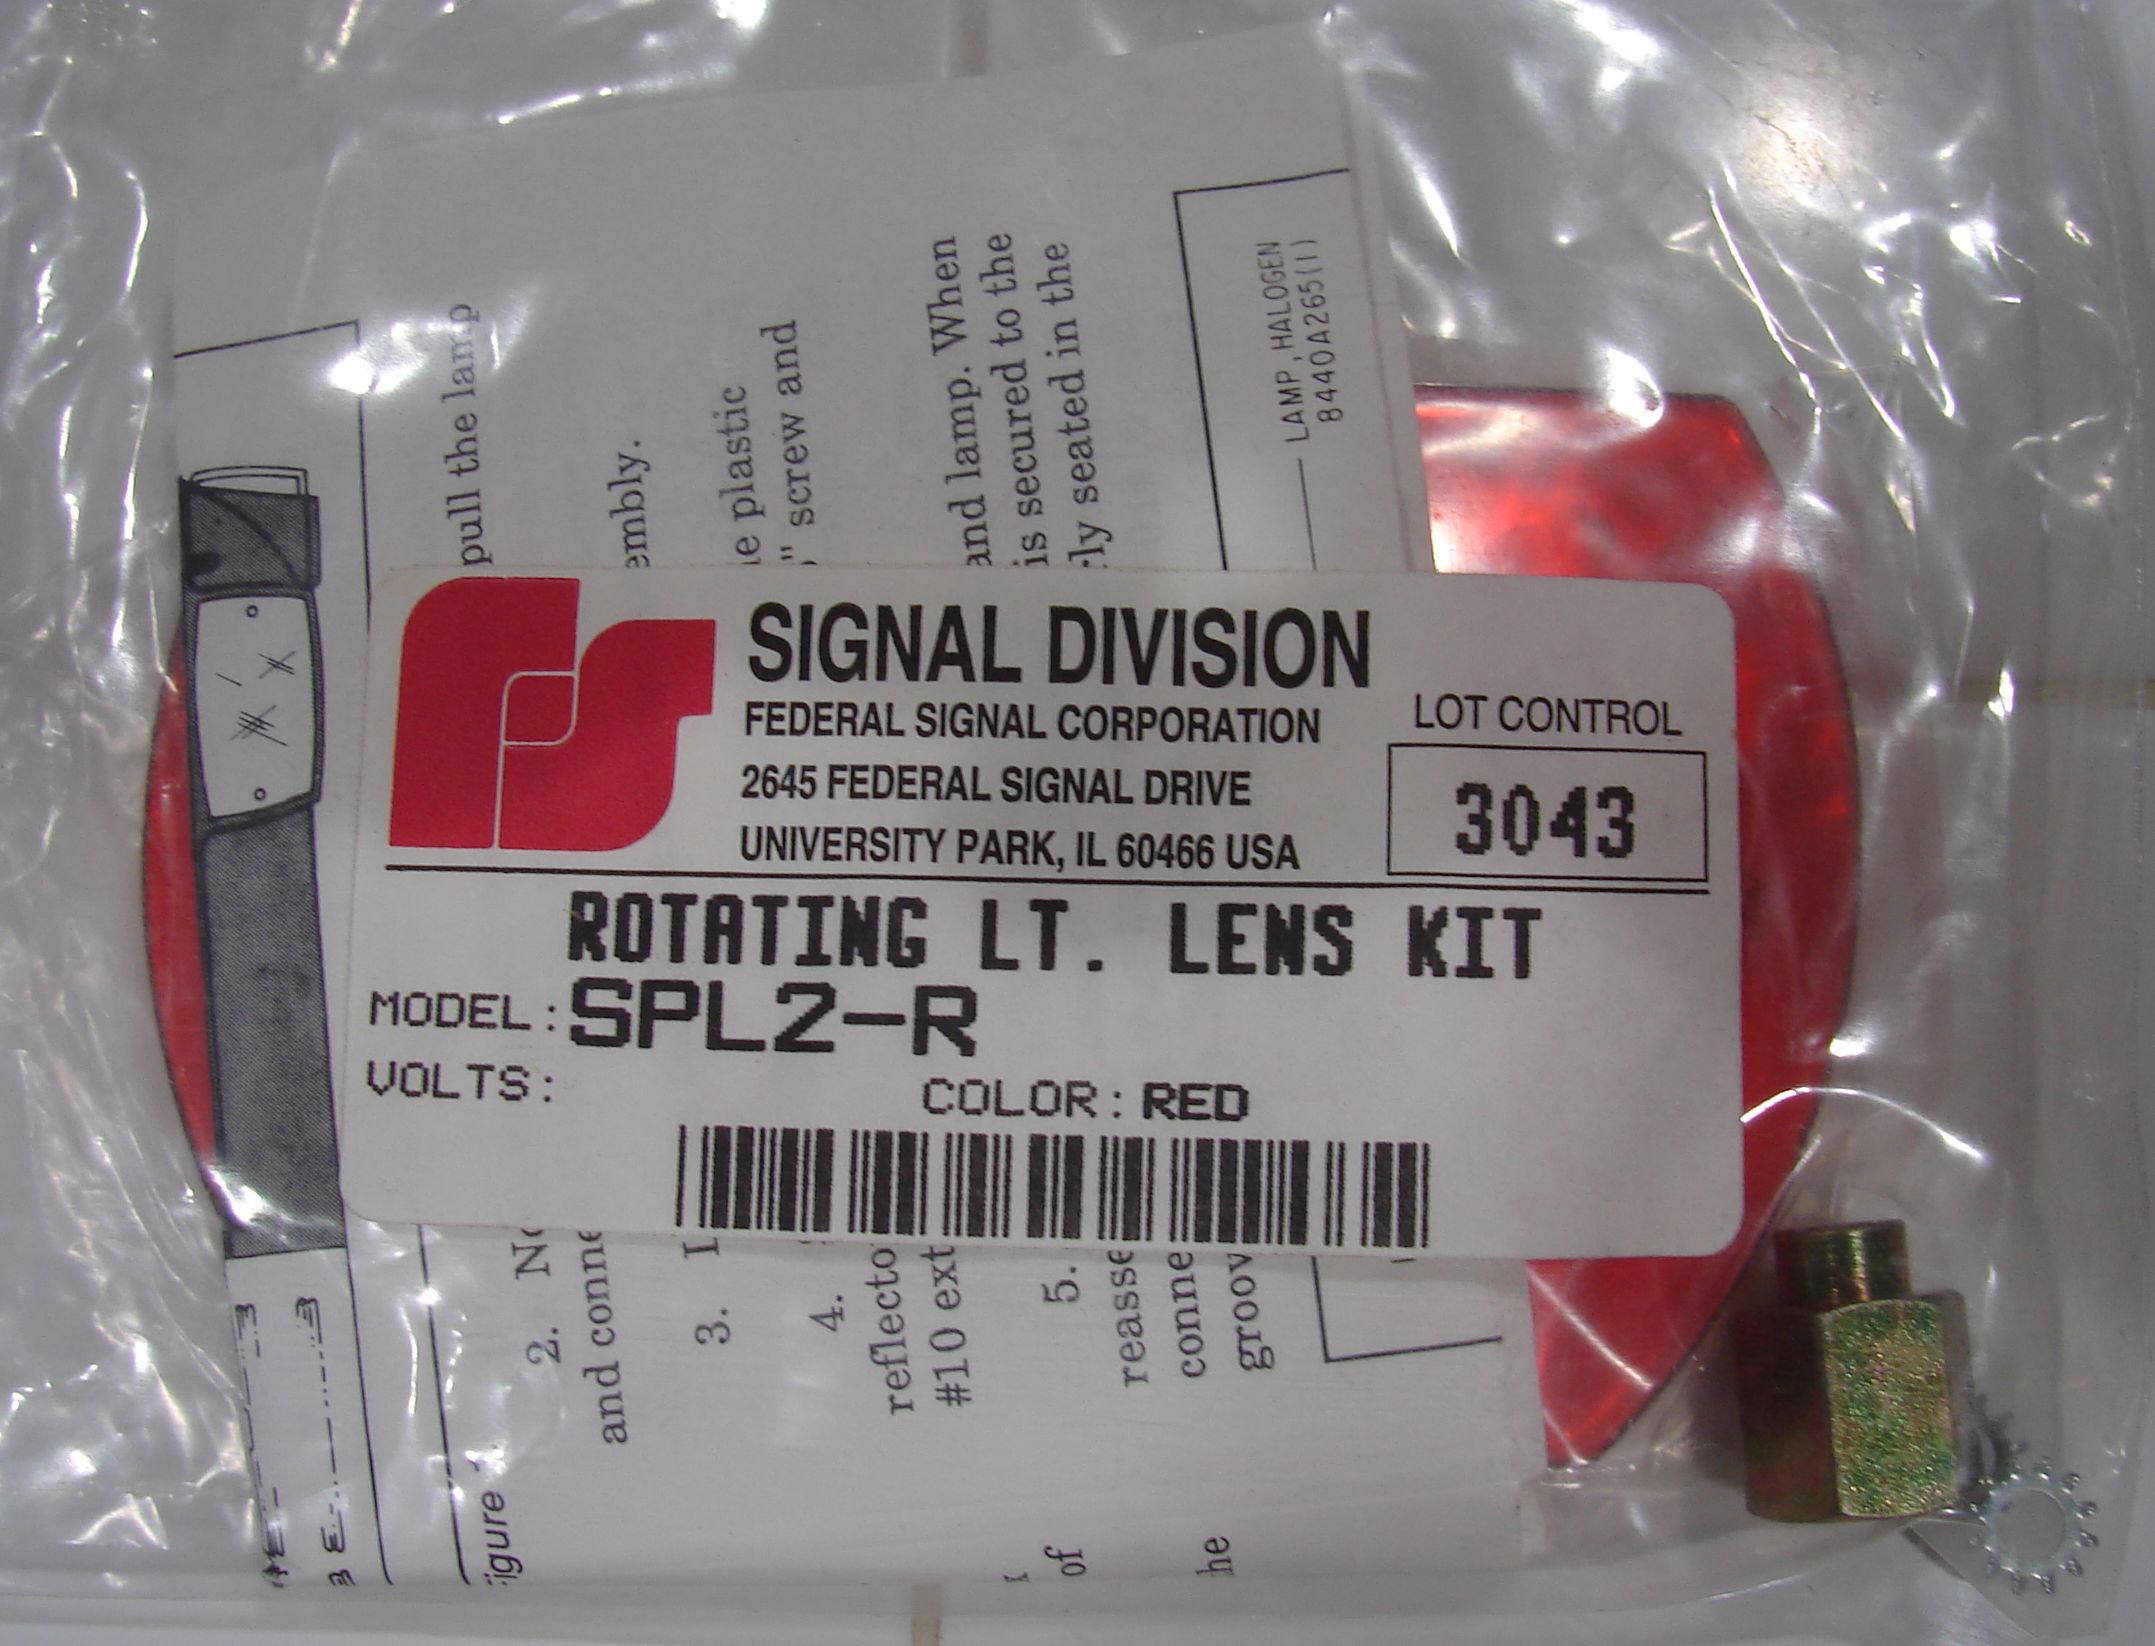 SIGNAL DIVISION
FEDERAL SIGNAL CORPORATION
2645 FEDERAL SIGNAL DRIVE
UNIVERSITY PARK, IL 60466 USA
LOT CONTROL
3043
ROTATING LT. LENS KIT
MODEL: SPL2-R
VOLTS:
COLOR: RED
pull the lamp
embly.
plastic
screw and
and lamp. When
is secured to the
seated in the
LAMP, HALOGEN
8440A265(1)
2.
and conne
3.
4.
reflecto
#10 ext
5.
reasse
conne
groov
igure
of
he